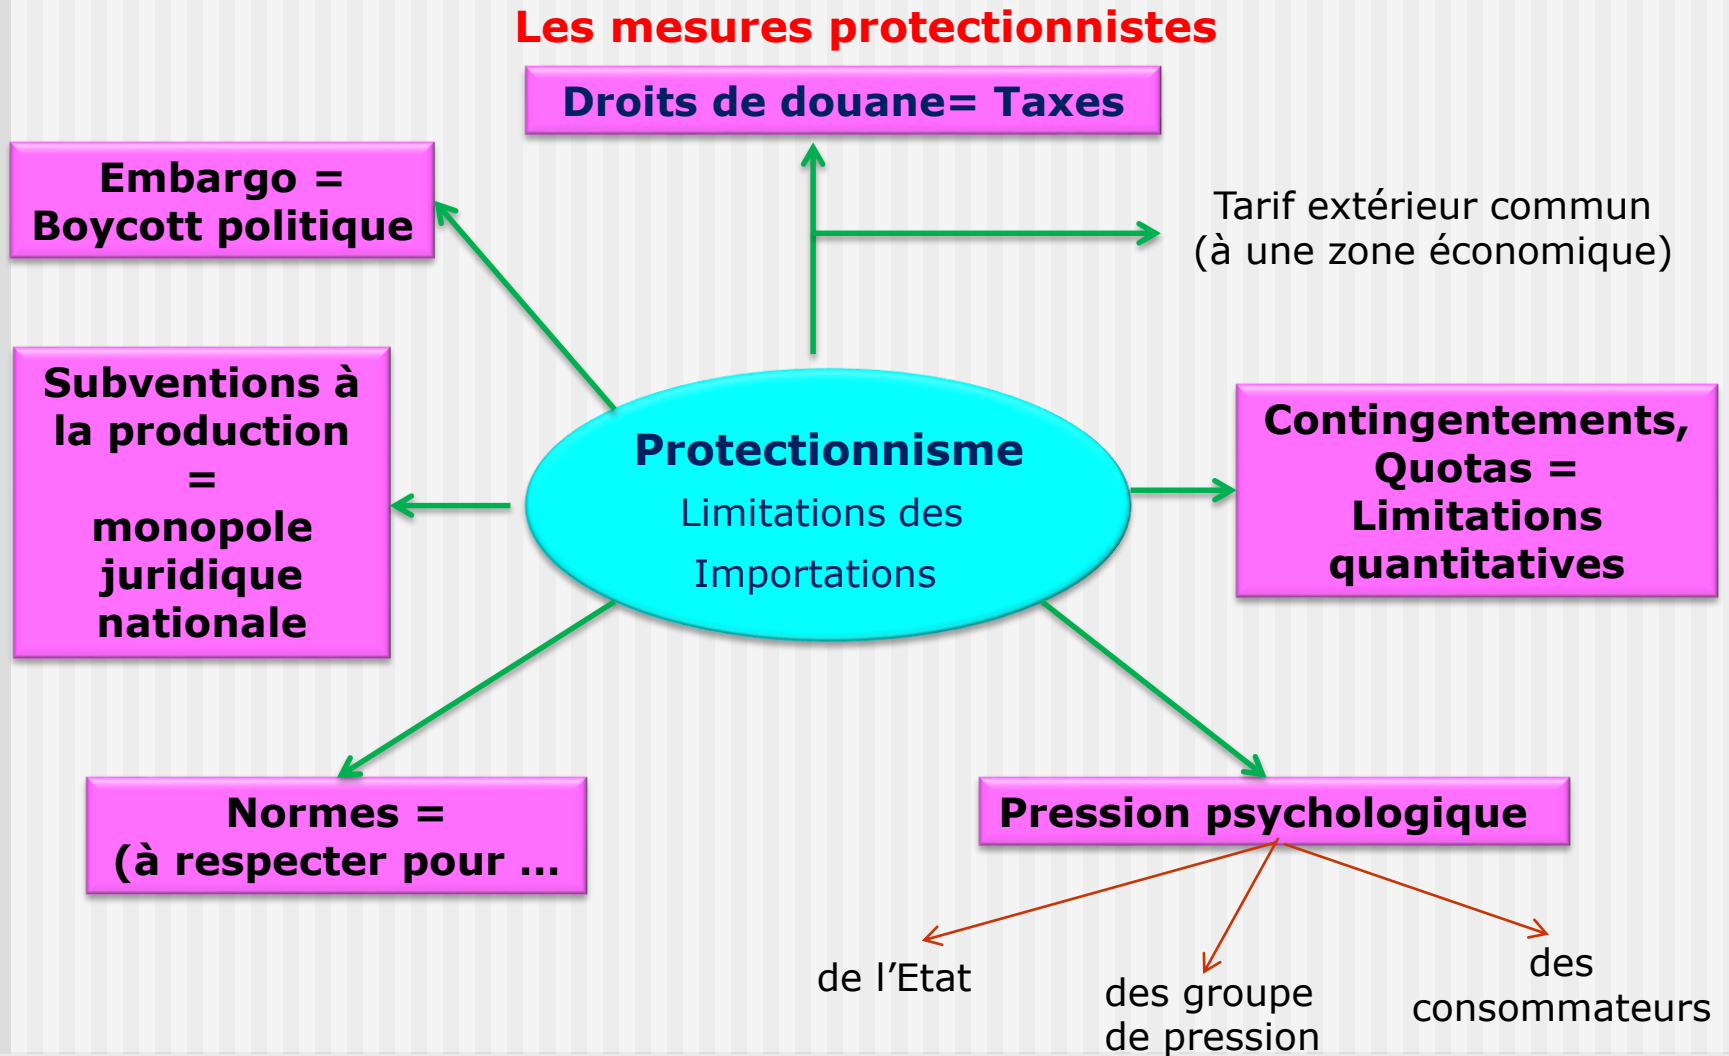 Les mesures protectionnistes
Droits de douane= Taxes
Embargo =
Boycott politique
Tarif extérieur commun
(à une zone économique)
Subventions à
la production
=
monopole
juridique
nationale
Protectionnisme
Limitations des
Importations
Contingentements,
Quotas =
Limitations
quantitatives
Normes =
(à respecter pour ...
Pression psychologique
de l’Etat
des groupe
de pression
des
consommateurs